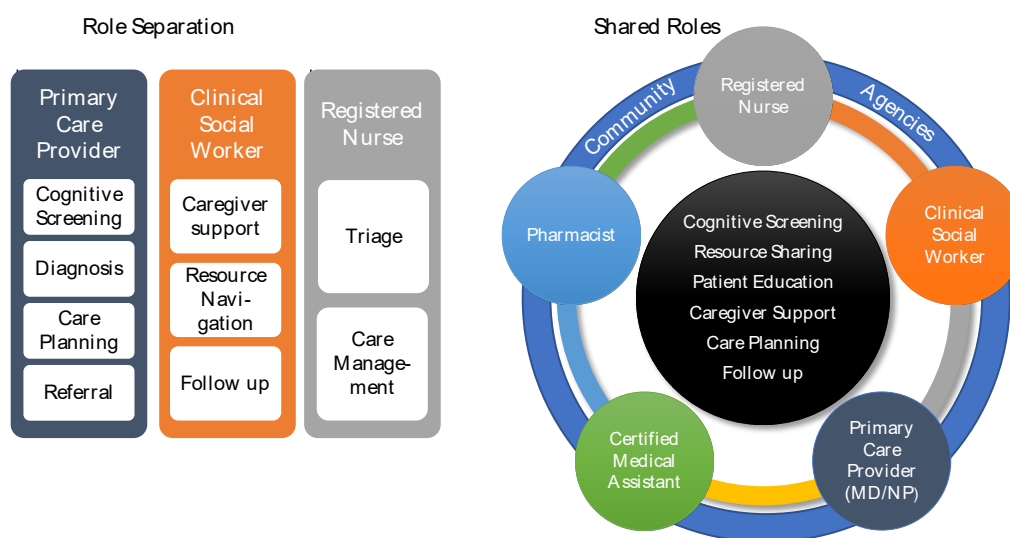 Role Separation
Primary
Care
Provider
Cognitive
Screening
Diagnosis
Care
Planning
Referral
Clinical
Social
Worker
Caregiver
support
Resource
Navi-
gation
Follow up
Registered
Nurse
Triage
Care
Manage-
ment
Shared Roles
Community
Agencies
Registered
Nurse
Pharmacist
Clinical
Social
Worker
Cognitive Screening
Resource Sharing
Patient Education
Caregiver Support
Care Planning
Follow up
Certified
Medical
Assistant
Primary
Care
Provider
(MD/NP)